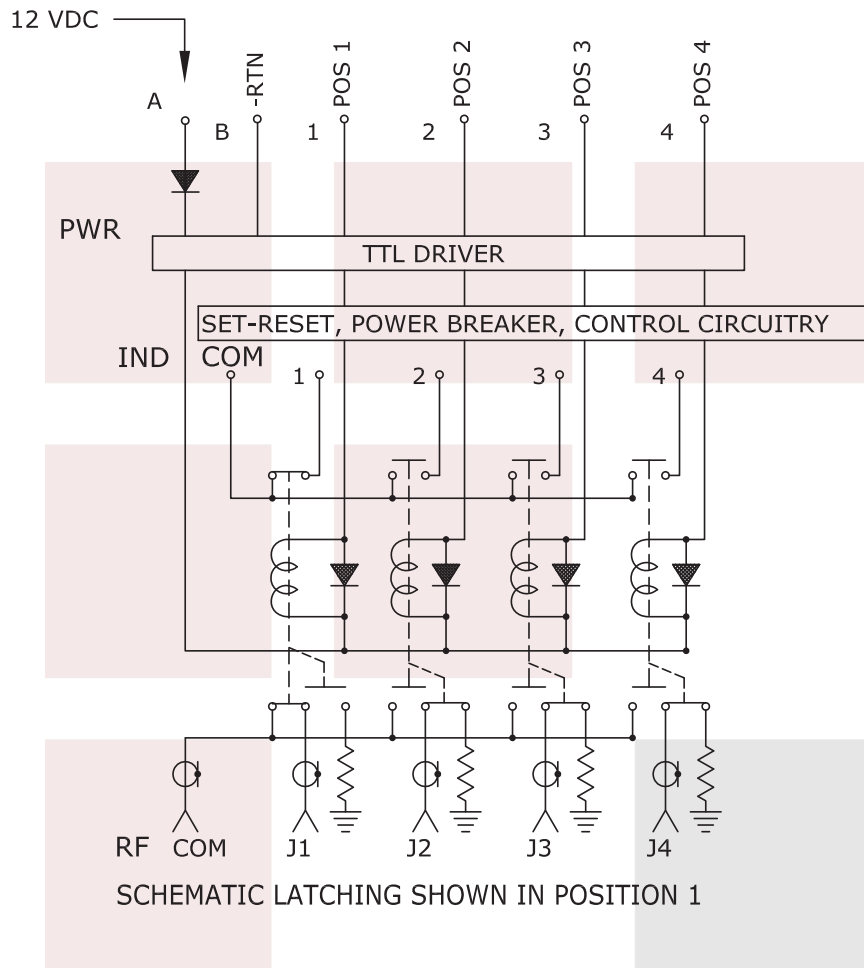 12 VDC
A
B
-RTN
POS 1
POS 2
POS 3
POS 4
1
2
3
4
PWR
TTL DRIVER
SET-RESET, POWER BREAKER, CONTROL CIRCUITRY
IND
COM
1
2
3
4
RF
COM
J1
J2
J3
J4
SCHEMATIC LATCHING SHOWN IN POSITION 1